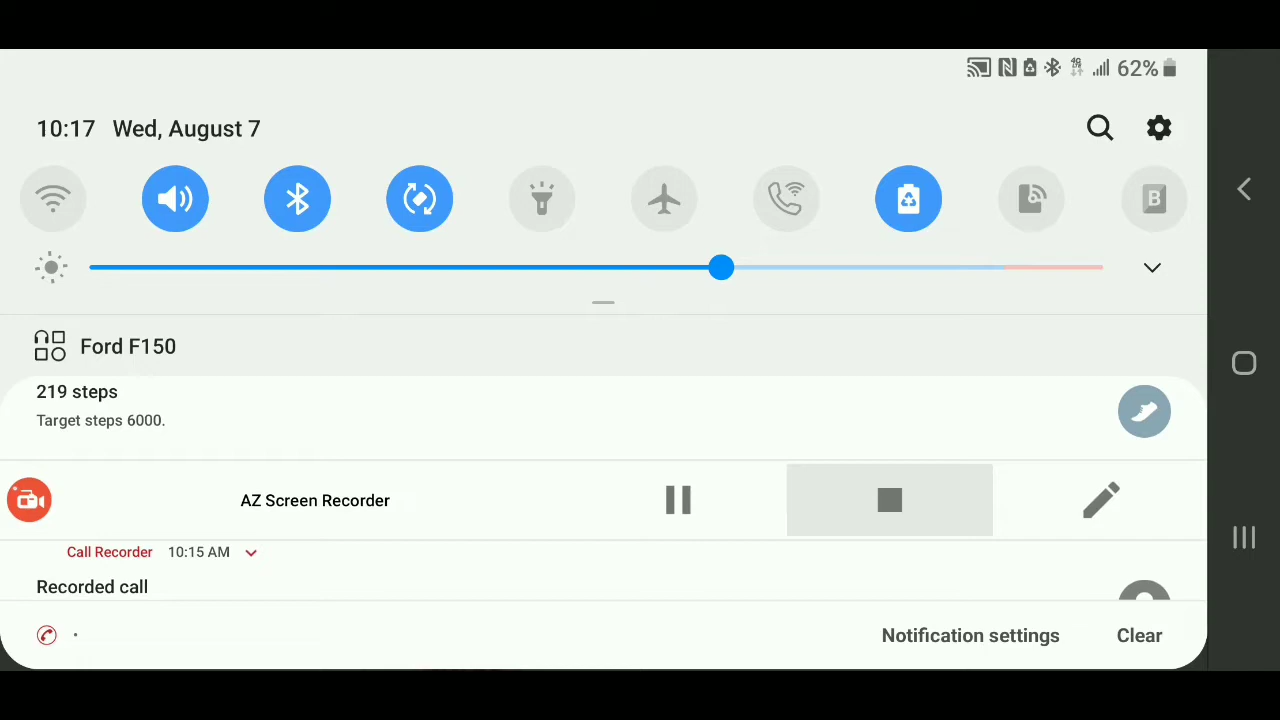 62%
10:17 Wed, August 7
B
Ford F150
219 steps
Target steps 6000.
AZ Screen Recorder
Call Recorder 10:15 AM
Recorded call
Notification settings Clear